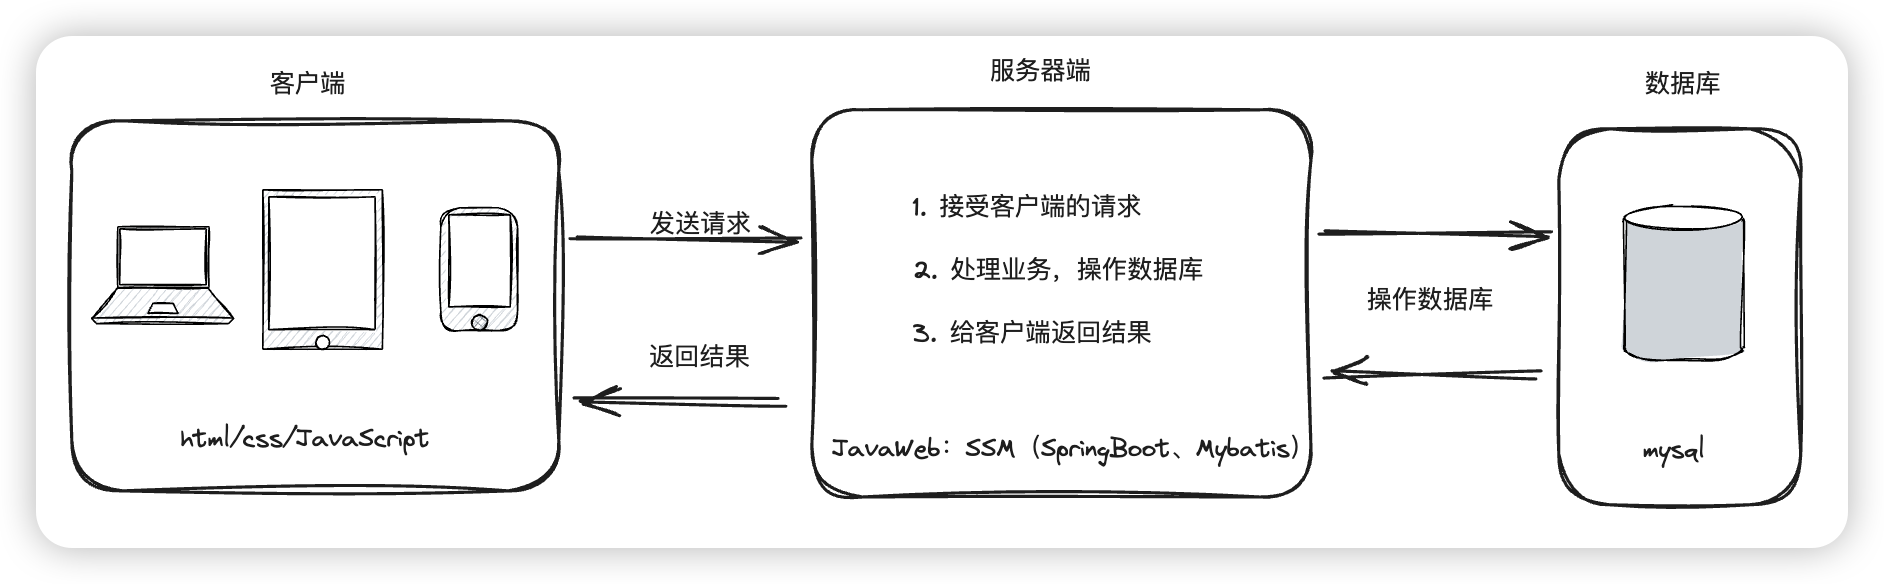 客户端
服务器端
数据库
发送请求
返回结果
html/css/JavaScript
1. 接受客户端的请求
2. 处理业务，操作数据库
3. 给客户端返回结果
JavaWeb：SSM（SpringBoot、Mybatis）
操作数据库
mysql